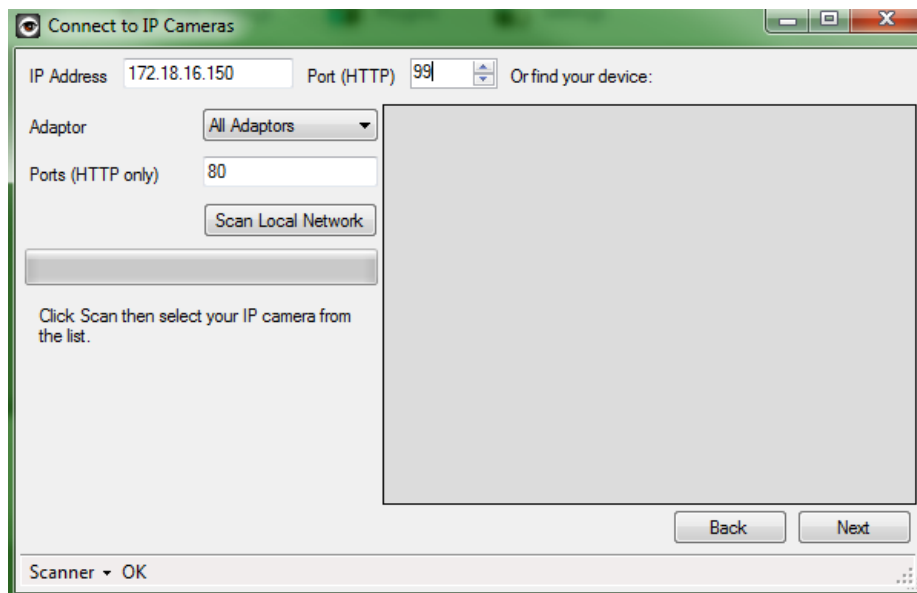 Connect to IP Cameras
IP Address 172.18.16.150 Port (HTTP) 99 Or find your device:
Adaptor All Adaptors
Ports (HTTP only) 80
Scan Local Network
Click Scan then select your IP camera from
the list.
Back Next
Scanner OK